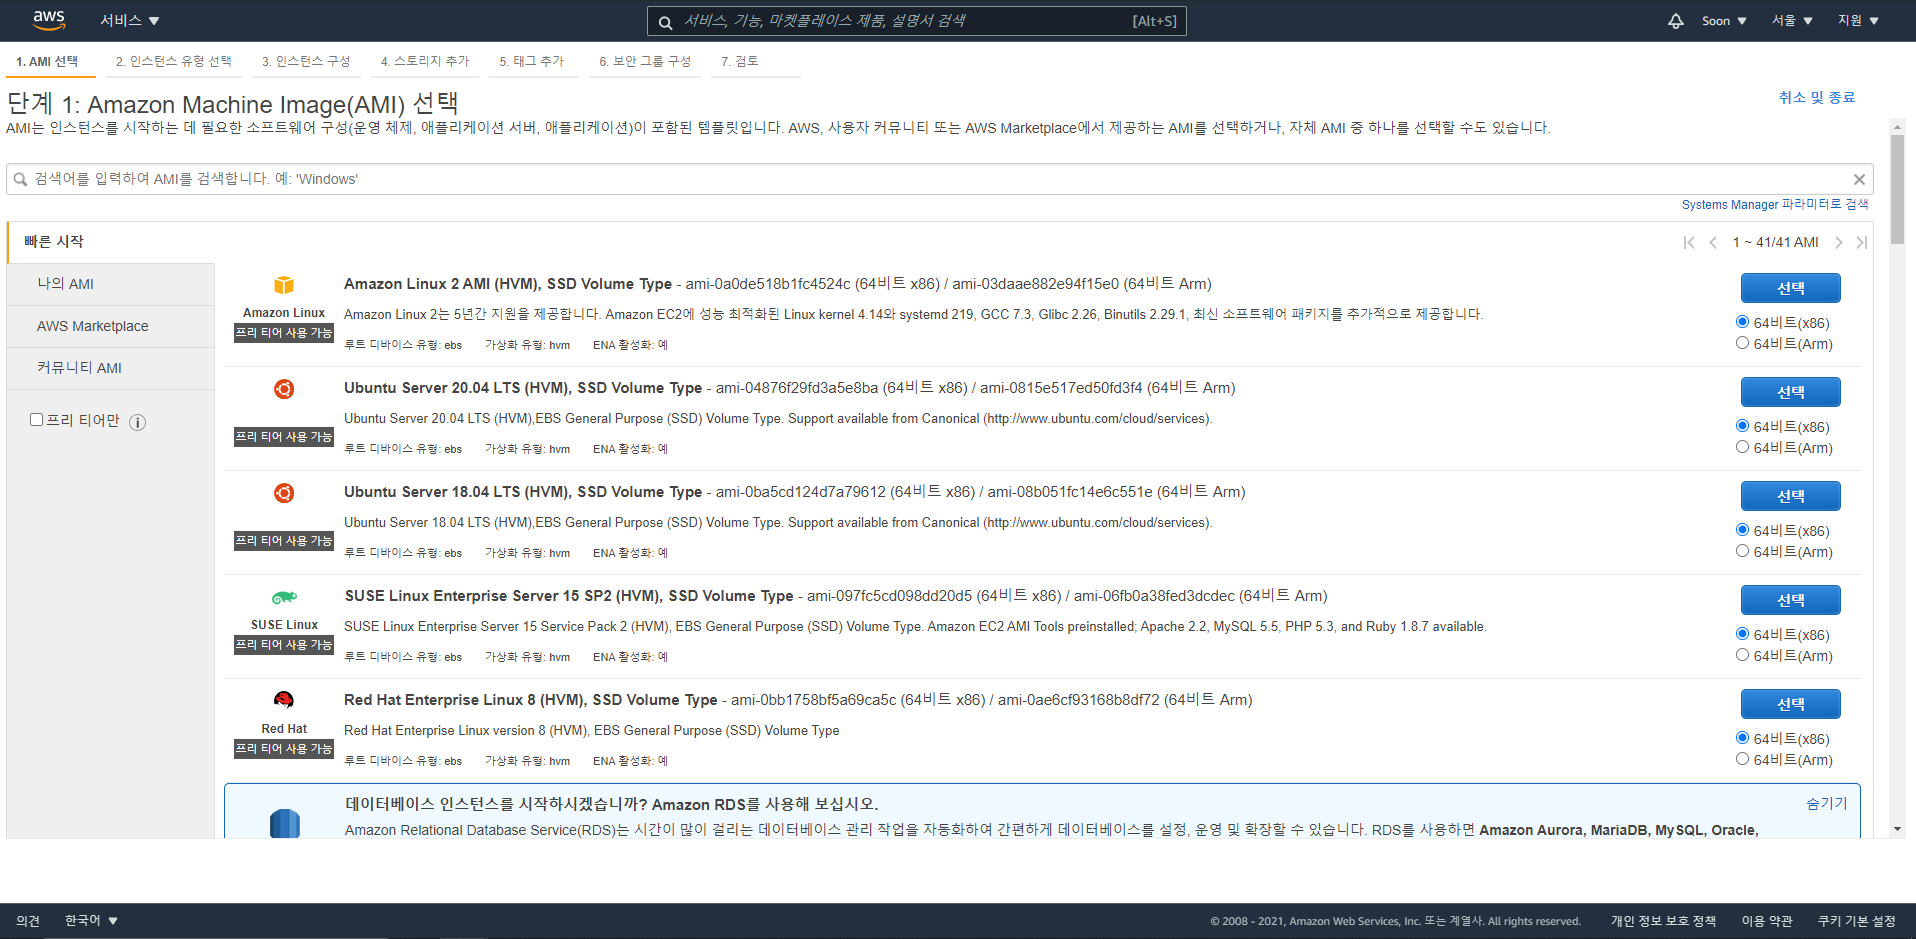 aws 서비스 ▼ 서비스, 기능, 마켓플레이스 제품, 설명서 검색 [Alt+S] Soon ▼ 서울 ▼ 지원 ▼
1. AMI 선택 2. 인스턴스 유형 선택 3. 인스턴스 구성 4. 스토리지 추가 5. 태그 추가 6. 보안 그룹 구성 7. 검토
단계 1: Amazon Machine Image(AMI) 선택 취소 및 종료
AMI는 인스턴스를 시작하는 데 필요한 소프트웨어 구성(운영 체제, 애플리케이션 서버, 애플리케이션)이 포함된 템플릿입니다. AWS, 사용자 커뮤니티 또는 AWS Marketplace에서 제공하는 AMI를 선택하거나, 자체 AMI 중 하나를 선택할 수도 있습니다.
검색어를 입력하여 AMI를 검색합니다. 예: 'Windows'
Systems Manager 파라미터로 검색
빠른 시작 1 ~ 41/41 AMI
나의 AMI
AWS Marketplace
커뮤니티 AMI
프리 티어만
Amazon Linux
프리 티어 사용 가능
Amazon Linux 2 AMI (HVM), SSD Volume Type - ami-0a0de518b1fc4524c (64비트 x86) / ami-03daae882e94f15e0 (64비트 Arm)
Amazon Linux 2는 5년간 지원을 제공합니다. Amazon EC2에 성능 최적화된 Linux kernel 4.14와 systemd 219, GCC 7.3, Glibc 2.26, Binutils 2.29.1, 최신 소프트웨어 패키지를 추가적으로 제공합니다.
루트 디바이스 유형: ebs 가상화 유형: hvm ENA 활성화: 예
선택
64비트(x86)
64비트(Arm)
프리 티어 사용 가능
Ubuntu Server 20.04 LTS (HVM), SSD Volume Type - ami-04876f29fd3a5e8ba (64비트 x86) / ami-0815e517ed50fd3f4 (64비트 Arm)
Ubuntu Server 20.04 LTS (HVM),EBS General Purpose (SSD) Volume Type. Support available from Canonical (http://www.ubuntu.com/cloud/services).
루트 디바이스 유형: ebs 가상화 유형: hvm ENA 활성화: 예
선택
64비트(x86)
64비트(Arm)
프리 티어 사용 가능
Ubuntu Server 18.04 LTS (HVM), SSD Volume Type - ami-0ba5cd124d7a79612 (64비트 x86) / ami-08b051fc14e6c551e (64비트 Arm)
Ubuntu Server 18.04 LTS (HVM),EBS General Purpose (SSD) Volume Type. Support available from Canonical (http://www.ubuntu.com/cloud/services).
루트 디바이스 유형: ebs 가상화 유형: hvm ENA 활성화: 예
선택
64비트(x86)
64비트(Arm)
SUSE Linux
프리 티어 사용 가능
SUSE Linux Enterprise Server 15 SP2 (HVM), SSD Volume Type - ami-097fc5cd098dd20d5 (64비트 x86) / ami-06fb0a38fed3dcdec (64비트 Arm)
SUSE Linux Enterprise Server 15 Service Pack 2 (HVM), EBS General Purpose (SSD) Volume Type. Amazon EC2 AMI Tools preinstalled; Apache 2.2, MySQL 5.5, PHP 5.3, and Ruby 1.8.7 available.
루트 디바이스 유형: ebs 가상화 유형: hvm ENA 활성화: 예
선택
64비트(x86)
64비트(Arm)
Red Hat
프리 티어 사용 가능
Red Hat Enterprise Linux 8 (HVM), SSD Volume Type - ami-0bb1758bf5a69ca5c (64비트 x86) / ami-0ae6cf93168b8df72 (64비트 Arm)
Red Hat Enterprise Linux version 8 (HVM), EBS General Purpose (SSD) Volume Type
루트 디바이스 유형: ebs 가상화 유형: hvm ENA 활성화: 예
선택
64비트(x86)
64비트(Arm)
데이터베이스 인스턴스를 시작하시겠습니까? Amazon RDS를 사용해 보십시오. 숨기기
Amazon Relational Database Service(RDS)는 시간이 많이 걸리는 데이터베이스 관리 작업을 자동화하여 간편하게 데이터베이스를 설정, 운영 및 확장할 수 있습니다. RDS를 사용하면 Amazon Aurora, MariaDB, MySQL, Oracle,
의견 한국어 ▼ © 2008 - 2021, Amazon Web Services, Inc. 또는 계열사. All rights reserved. 개인 정보 보호 정책 이용 약관 쿠키 기본 설정